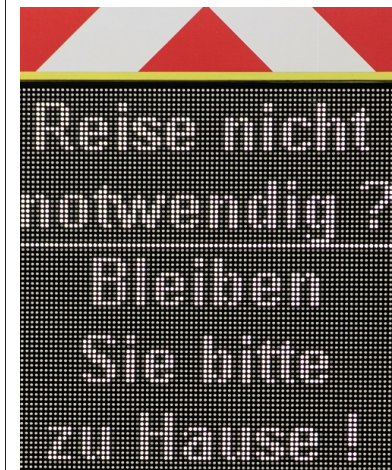 Reise nicht
notwendig ?
Bleiben
Sie bitte
zu Hause !